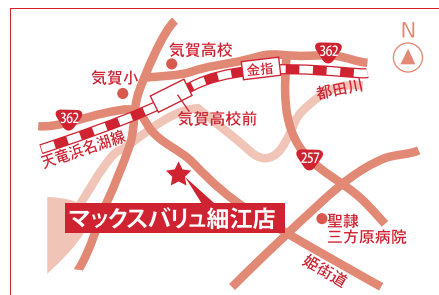 N
気賀高校
362
金指
気賀小
都田川
362
気賀高校前
天竜浜名湖線
257
マックスバリュ細江店
聖隷
三方原病院
姫街道